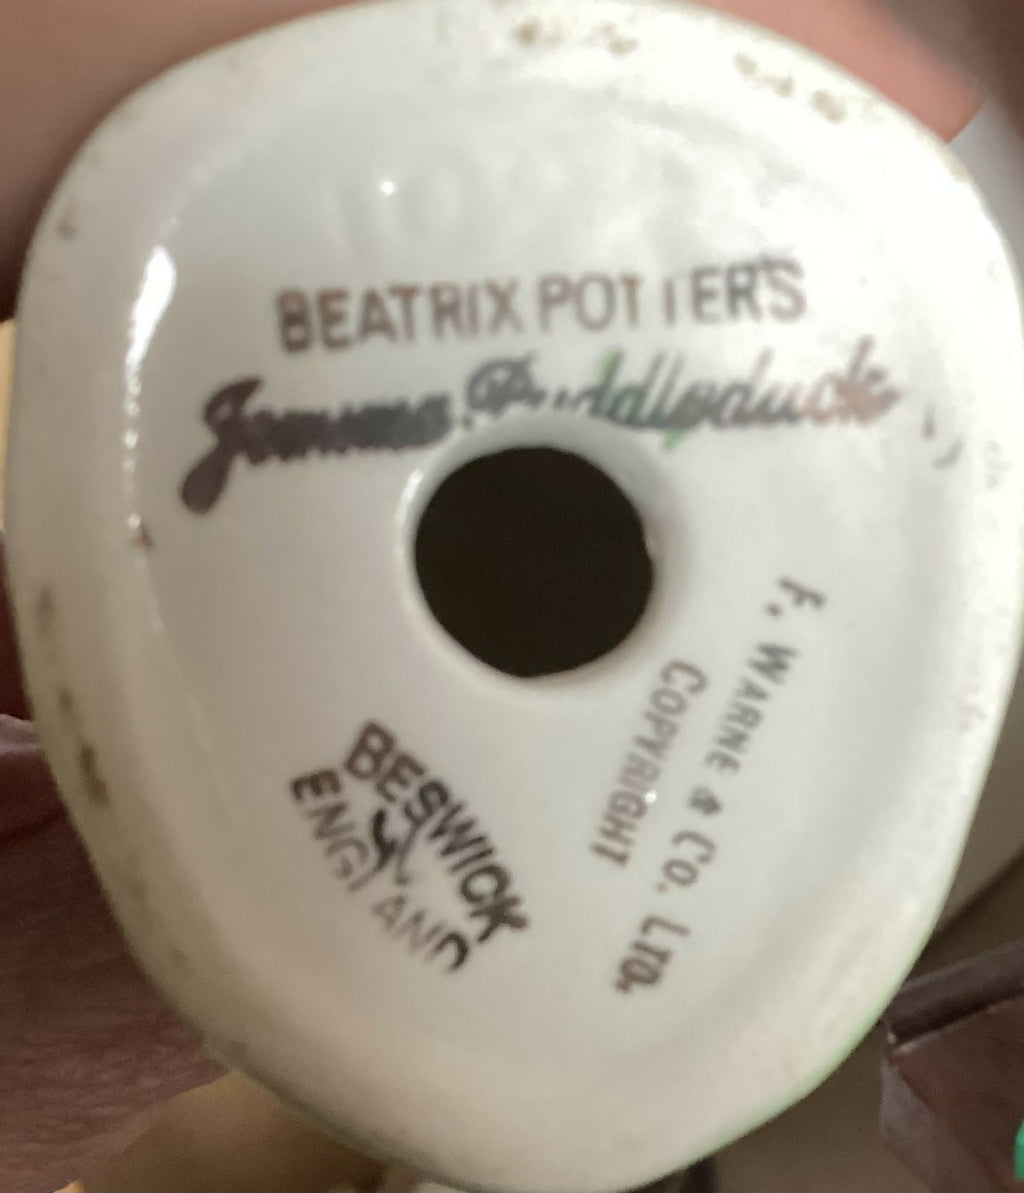 BEATRIX POTTER'S
Jemima Puddleduck
F. WARNE & CO. LTD.
COPYRIGHT
BESWICK
ENGLAND